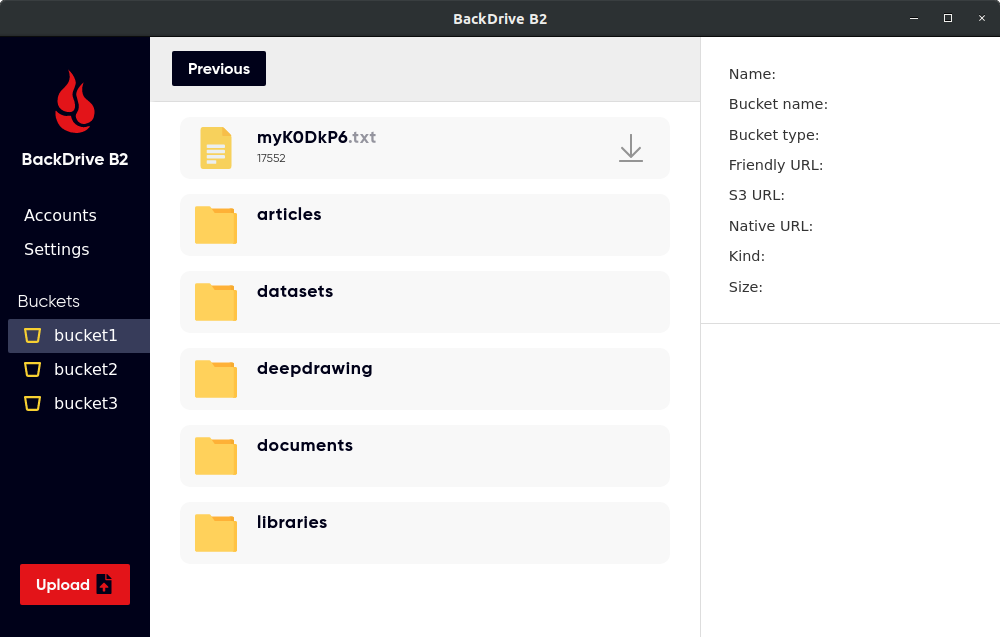 BackDrive B2
BackDrive B2
Accounts
Settings
Buckets
bucket1
bucket2
bucket3
Upload
Previous
myK0DkP6.txt
17552
articles
datasets
deepdrawing
documents
libraries
Name:
Bucket name:
Bucket type:
Friendly URL:
S3 URL:
Native URL:
Kind:
Size: